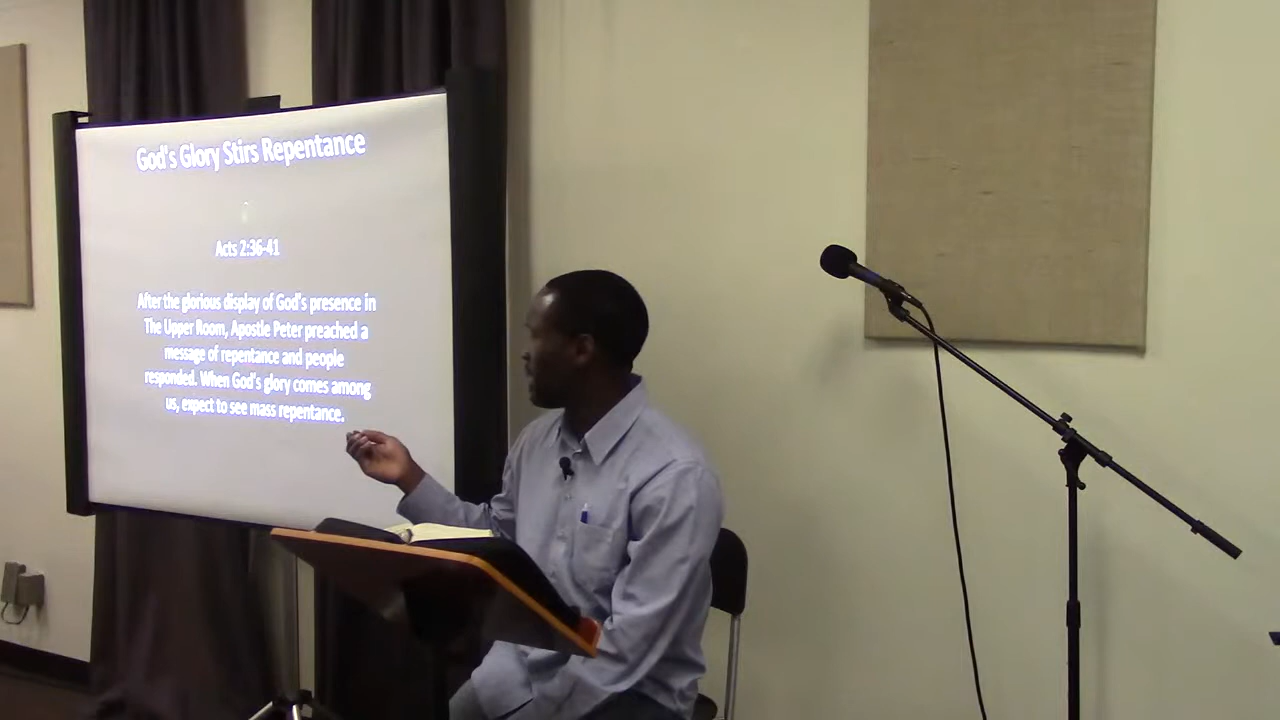 God's Glory Stirs Repentance
Acts 2:36-41
After the glorious display of God's presence in
The Upper Room, Apostle Peter preached a
message of repentance and people
responded. When God's glory comes among
us, expect to see mass repentance.